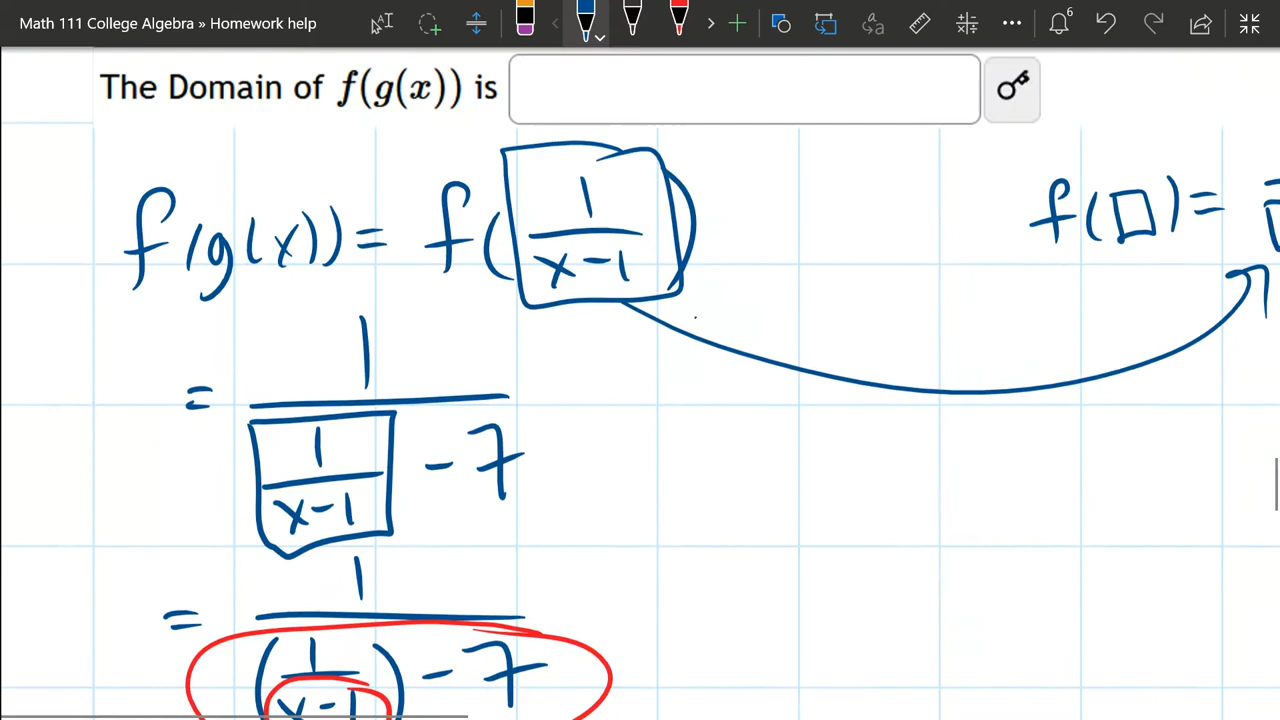 Math 111 College Algebra » Homework help
6
The Domain of f(g(x)) is
f(g(x)) = f(1/(x-1))
f(□) =
= 1/(1/(x-1) - 7)
= 1/((1/(x-1)) - 7)